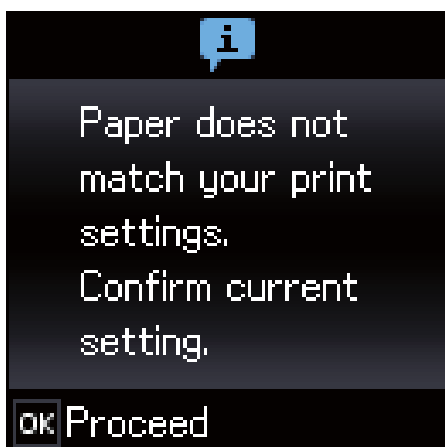 i
Paper does not
match your print
settings.
Confirm current
setting.
OK Proceed